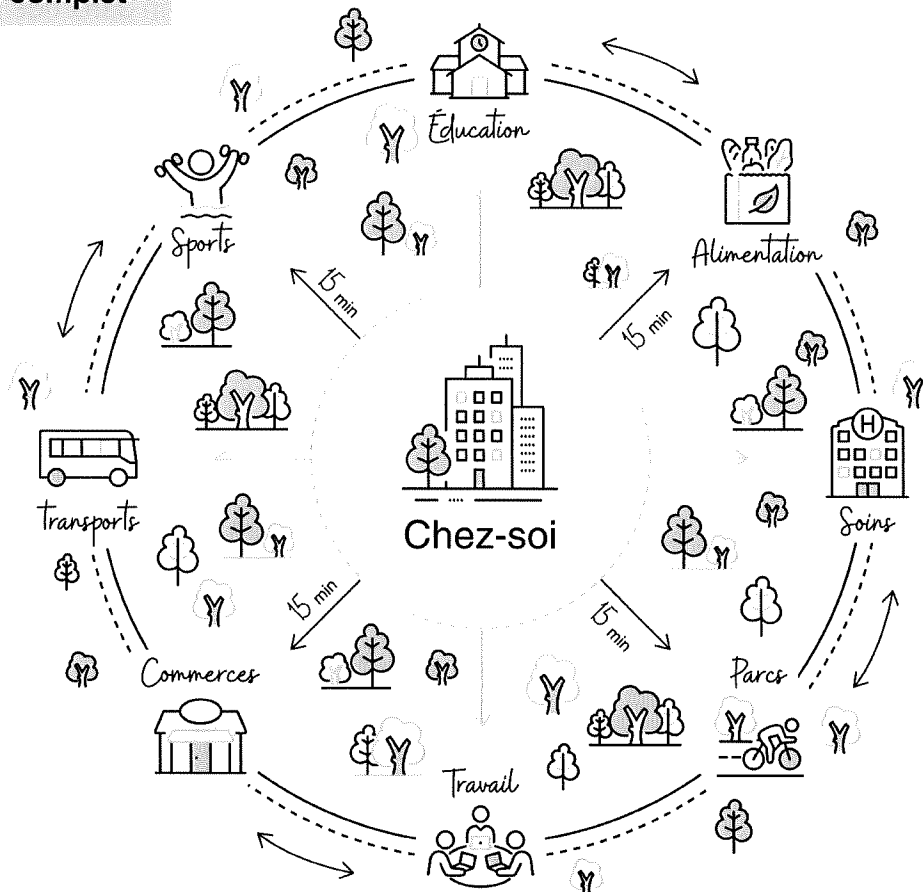 complet
Éducation
Sports
Alimentation
15 min
15 min
H
Transports
Chez-soi
Soins
15 min
15 min
Commerces
Parcs
Travail